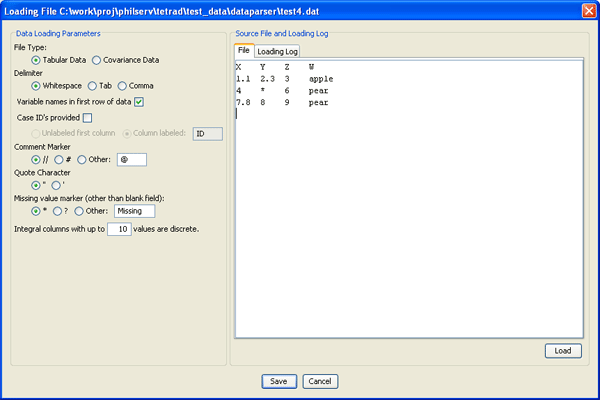 Loading File C:\work\proj\philserv\tetrad\test_data\dataparser\test4.dat
Data Loading Parameters
File Type:
Tabular Data Covariance Data
Delimiter
Whitespace Tab Comma
Variable names in first row of data
Case ID's provided
Unlabeled first column Column labeled: ID
Comment Marker
// # Other: @
Quote Character
" '
Missing value marker (other than blank field):
* ? Other: Missing
Integral columns with up to 10 values are discrete.
Source File and Loading Log
File Loading Log
X Y Z W
1.1 2.3 3 apple
4 * 6 pear
7.8 8 9 pear
Load
Save Cancel